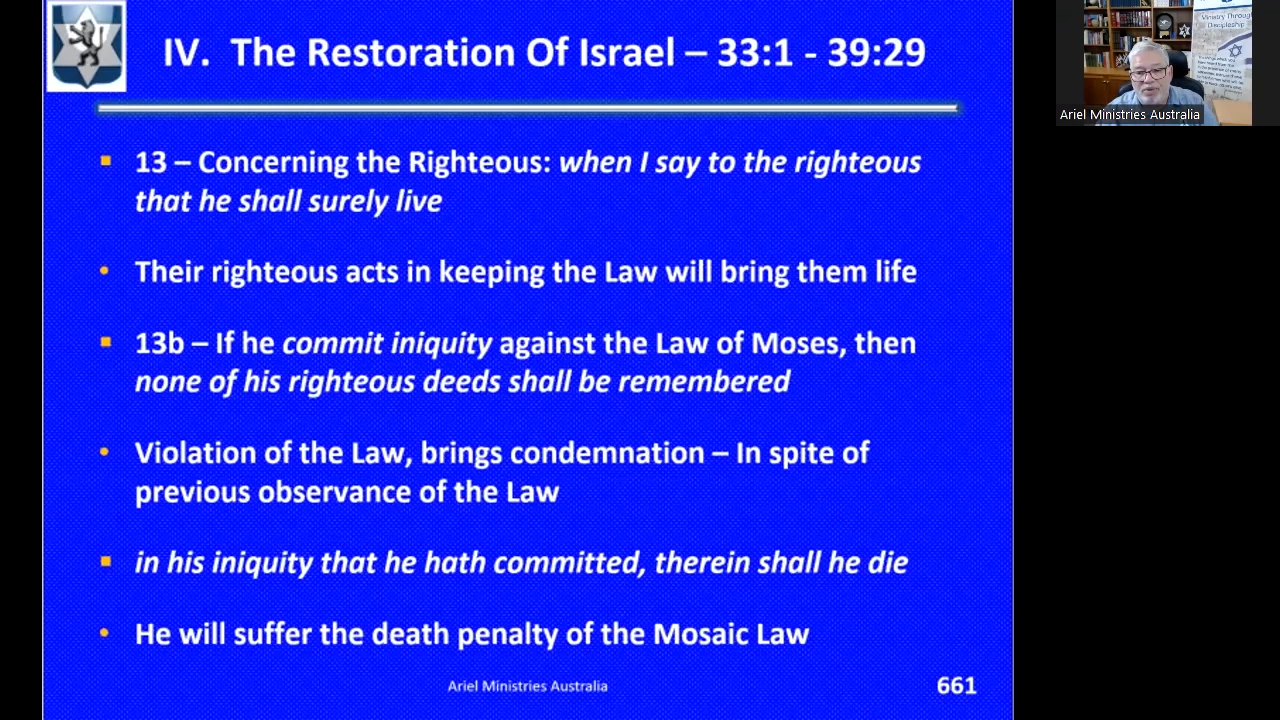 IV. The Restoration Of Israel – 33:1 - 39:29
13 – Concerning the Righteous: when I say to the righteous
that he shall surely live
Their righteous acts in keeping the Law will bring them life
13b – If he commit iniquity against the Law of Moses, then
none of his righteous deeds shall be remembered
Violation of the Law, brings condemnation – In spite of
previous observance of the Law
in his iniquity that he hath committed, therein shall he die
He will suffer the death penalty of the Mosaic Law
Ariel Ministries Australia
661
Ministry Through
Discipleship
Ariel Ministries Australia